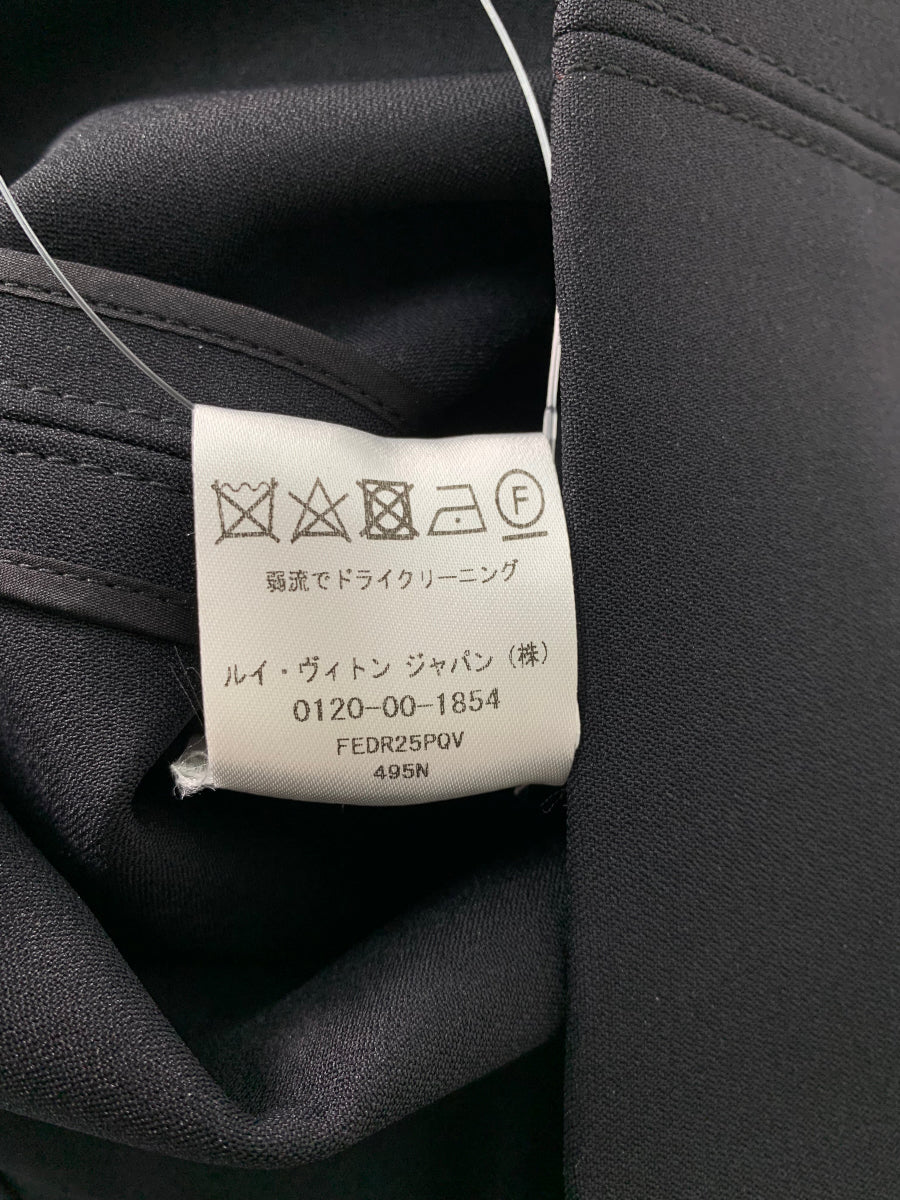 F
弱流でドライクリーニング
ルイ・ヴィトン ジャパン (株)
0120-00-1854
FEDR25PQV
495N